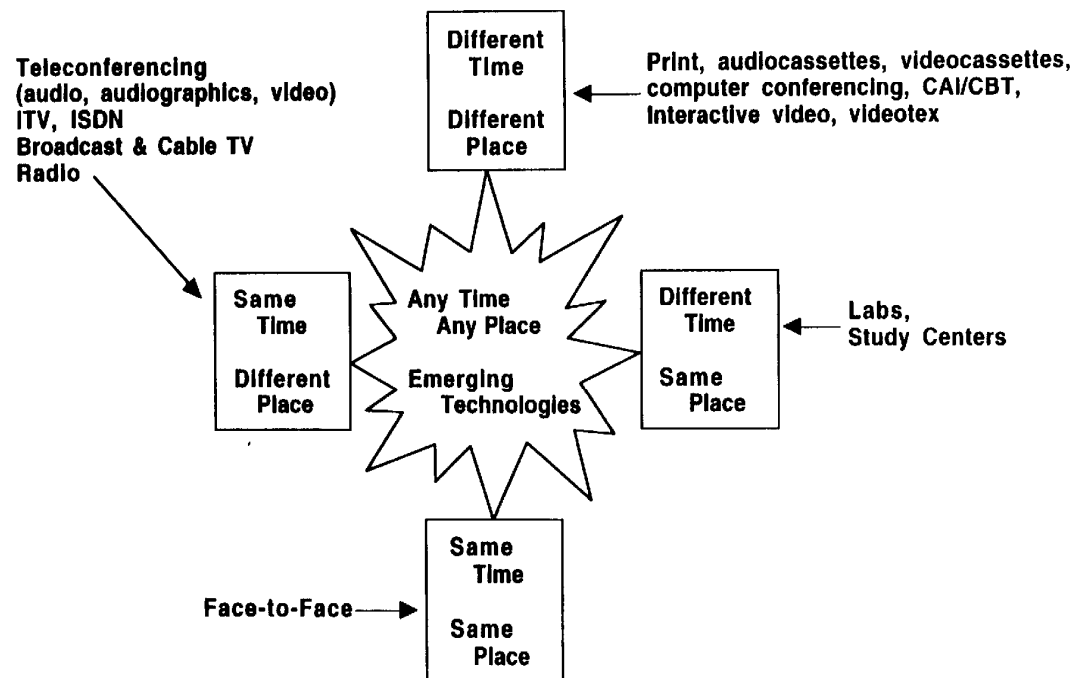 Different
Time
Different
Place
Teleconferencing
(audio, audiographics, video)
ITV, ISDN
Broadcast & Cable TV
Radio
Print, audiocassettes, videocassettes,
computer conferencing, CAI/CBT,
Interactive video, videotex
Same
Time
Different
Place
Any Time
Any Place
Emerging
Technologies
Different
Time
Same
Place
Labs,
Study Centers
Same
Time
Same
Place
Face-to-Face